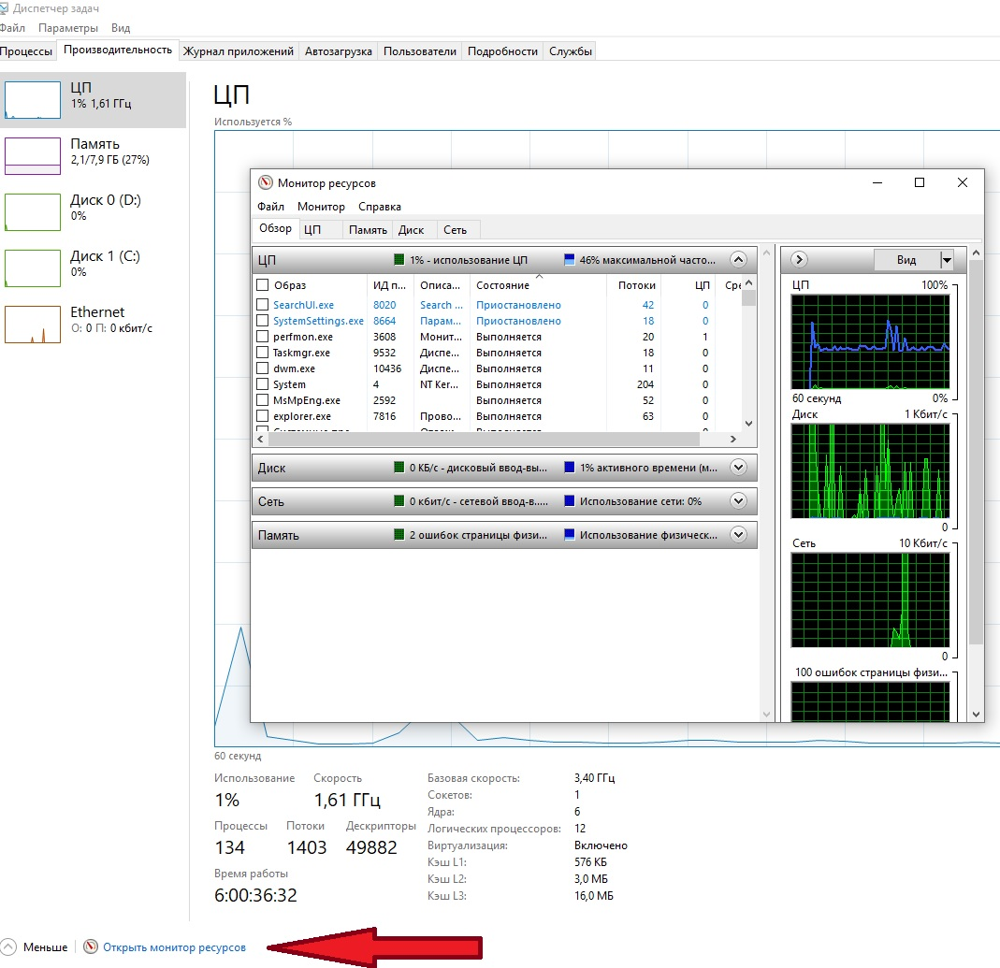 Диспетчер задач
Файл Параметры Вид
Процессы Производительность Журнал приложений Автозагрузка Пользователи Подробности Службы
ЦП
1% 1,61 ГГц
Память
2,1/7,9 ГБ (27%)
Диск 0 (D:)
0%
Диск 1 (C:)
0%
Ethernet
О: 0 П: 0 кбит/с
ЦП
Используется %
Монитор ресурсов
Файл Монитор Справка
Обзор ЦП Память Диск Сеть
ЦП 1% - использование ЦП 46% максимальной часто...
Образ ИД п... Описа... Состояние Потоки ЦП Сре
SearchUI.exe 8020 Search ... Приостановлено 42 0
SystemSettings.exe 8664 Парам... Приостановлено 18 0
perfmon.exe 3608 Монит... Выполняется 20 1
Taskmgr.exe 9532 Диспе... Выполняется 18 0
dwm.exe 10436 Диспе... Выполняется 11 0
System 4 NT Ker... Выполняется 204 0
MsMpEng.exe 2592 Выполняется 52 0
explorer.exe 7816 Прово... Выполняется 63 0
Диск 0 КБ/с - дисковый ввод-вы... 1% активного времени (м...
Сеть 0 кбит/с - сетевой ввод-в..... Использование сети: 0%
Память 2 ошибок страницы физи... Использование физическ...
Вид
ЦП 100%
60 секунд 0%
Диск 1 Кбит/с
0
Сеть 10 Кбит/с
0
100 ошибок страницы физи...
60 секунд
Использование Скорость
1% 1,61 ГГц
Процессы Потоки Дескрипторы
134 1403 49882
Время работы
6:00:36:32
Базовая скорость: 3,40 ГГц
Сокетов: 1
Ядра: 6
Логических процессоров: 12
Виртуализация: Включено
Кэш L1: 576 КБ
Кэш L2: 3,0 МБ
Кэш L3: 16,0 МБ
Меньше Открыть монитор ресурсов